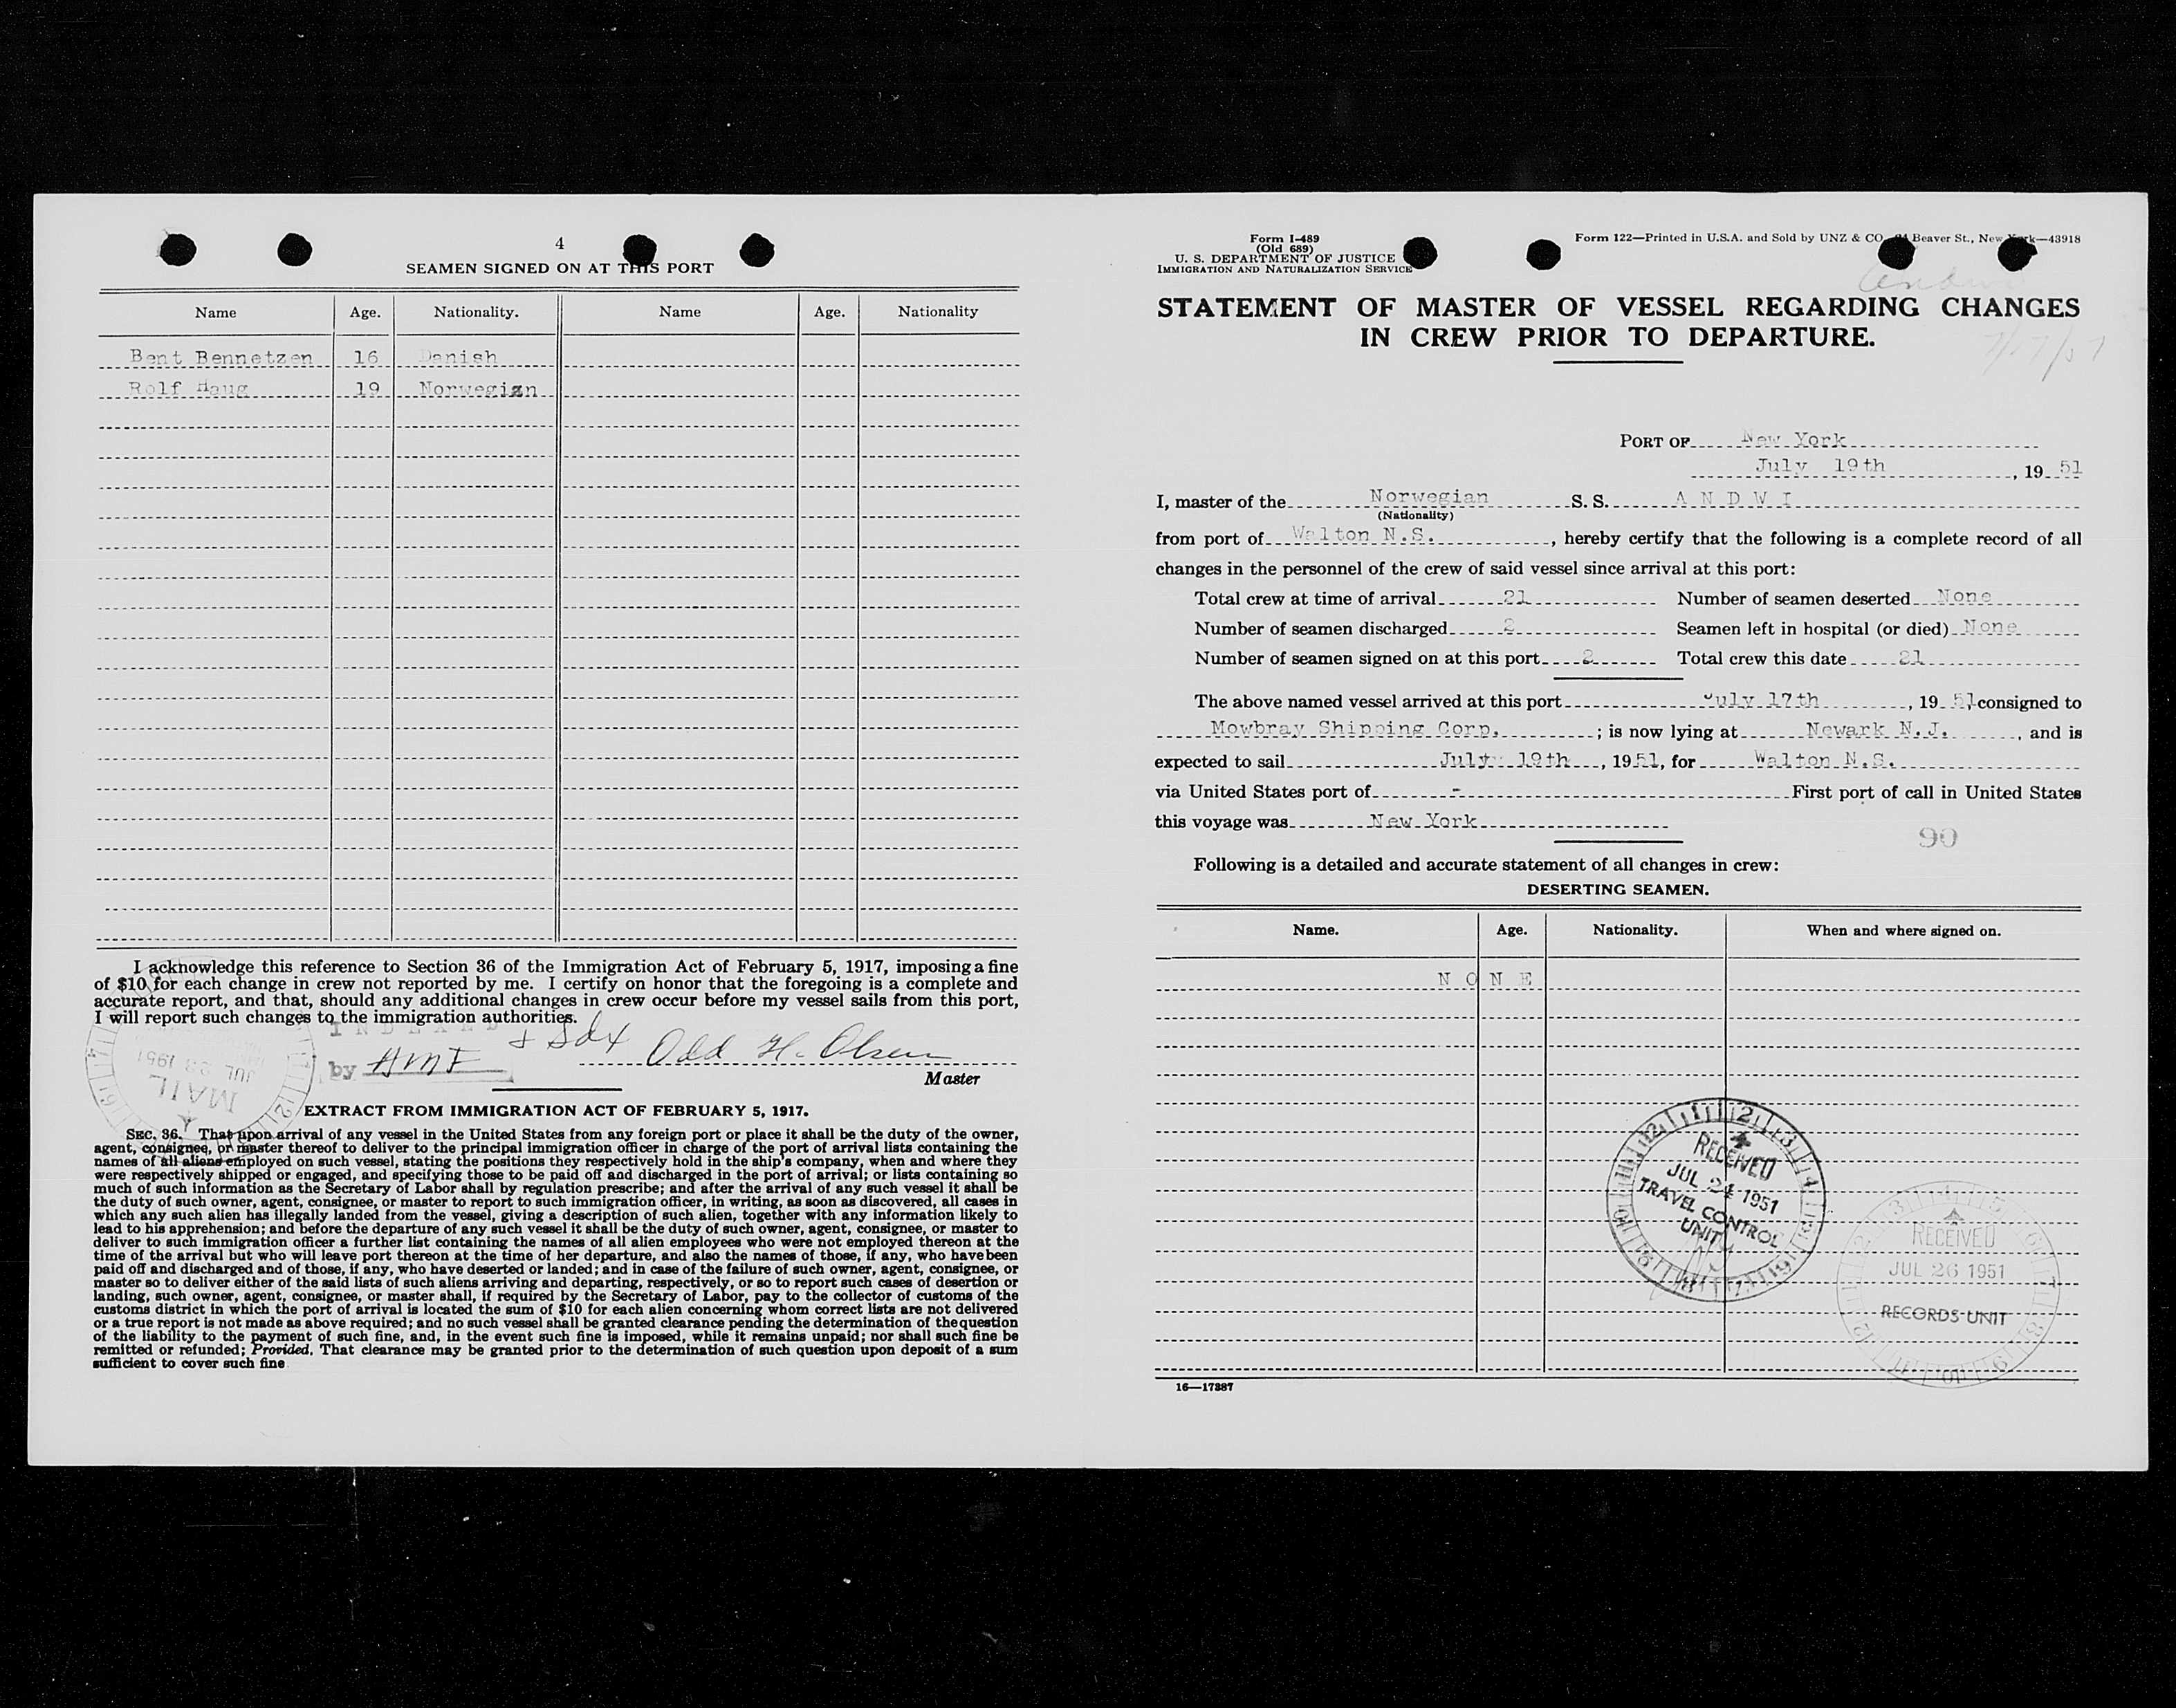 4
SEAMEN SIGNED ON AT THIS PORT
Name Age. Nationality. Name Age. Nationality
Bent Bennetzen 16 Danish
Rolf Haug 19 Norwegian
I acknowledge this reference to Section 36 of the Immigration Act of February 5, 1917, imposing a fine
of $10 for each change in crew not reported by me. I certify on honor that the foregoing is a complete and
accurate report, and that, should any additional changes in crew occur before my vessel sails from this port,
I will report such changes to the immigration authorities.
INDEXED
by HMF
Odd H. Olsen
Master
MAIL
JUL 23 1951
EXTRACT FROM IMMIGRATION ACT OF FEBRUARY 5, 1917.
SEC. 36. That upon arrival of any vessel in the United States from any foreign port or place it shall be the duty of the owner,
agent, consignee, or master thereof to deliver to the principal immigration officer in charge of the port of arrival lists containing the
names of all aliens employed on such vessel, stating the positions they respectively hold in the ship's company, when and where they
were respectively shipped or engaged, and specifying those to be paid off and discharged in the port of arrival; or lists containing so
much of such information as the Secretary of Labor shall by regulation prescribe; and after the arrival of any such vessel it shall be
the duty of such owner, agent, consignee, or master to report to such immigration officer, in writing, as soon as discovered, all cases in
which any such alien has illegally landed from the vessel, giving a description of such alien, together with any information likely to
lead to his apprehension; and before the departure of any such vessel it shall be the duty of such owner, agent, consignee, or master to
deliver to such immigration officer a further list containing the names of all alien employees who were not employed thereon at the
time of the arrival but who will leave port thereon at the time of her departure, and also the names of those, if any, who have been
paid off and discharged and of those, if any, who have deserted or landed; and in case of the failure of such owner, agent, consignee, or
master so to deliver either of the said lists of such aliens arriving and departing, respectively, or so to report such cases of desertion or
landing, such owner, agent, consignee, or master shall, if required by the Secretary of Labor, pay to the collector of customs of the
customs district in which the port of arrival is located the sum of $10 for each alien concerning whom correct lists are not delivered
or a true report is not made as above required; and no such vessel shall be granted clearance pending the determination of the question
of the liability to the payment of such fine, and, in the event such fine is imposed, while it remains unpaid; nor shall such fine be
remitted or refunded; Provided, That clearance may be granted prior to the determination of such question upon deposit of a sum
sufficient to cover such fine
Form I-489
(Old 689)
U. S. DEPARTMENT OF JUSTICE
IMMIGRATION AND NATURALIZATION SERVICE
Form 122—Printed in U.S.A. and Sold by UNZ & CO. Beaver St., New York—43918
STATEMENT OF MASTER OF VESSEL REGARDING CHANGES
IN CREW PRIOR TO DEPARTURE.
PORT OF New York
July 19th, 19 51
I, master of the Norwegian S. S. A N D W I
(Nationality)
from port of Walton N.S., hereby certify that the following is a complete record of all
changes in the personnel of the crew of said vessel since arrival at this port:
Total crew at time of arrival 21 Number of seamen deserted None
Number of seamen discharged 2 Seamen left in hospital (or died) None
Number of seamen signed on at this port 2 Total crew this date 21
The above named vessel arrived at this port July 17th, 19 51 consigned to
Mowbray Shipping Corp. ; is now lying at Newark N.J. , and is
expected to sail July 19th, 1951, for Walton N.S.
via United States port of - First port of call in United States
this voyage was New York
90
Following is a detailed and accurate statement of all changes in crew:
DESERTING SEAMEN.
Name. Age. Nationality. When and where signed on.
N O N E
RECEIVED
JUL 24 1951
TRAVEL CONTROL
UNIT
RECEIVED
JUL 26 1951
RECORDS UNIT
16—17387